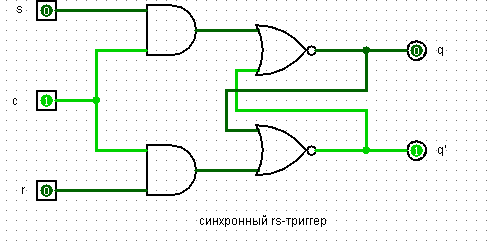 s 0
0 q
c 1
1 q'
r 0
синхронный rs-триггер